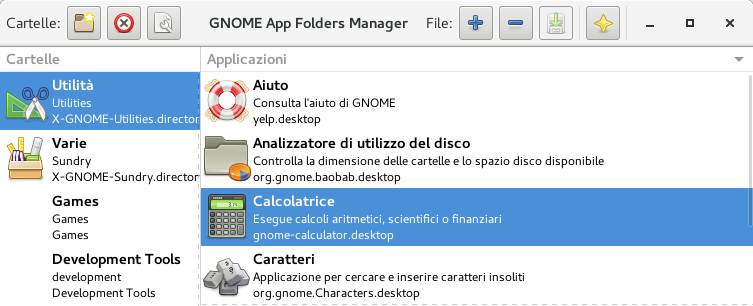 Cartelle: GNOME App Folders Manager File:
Cartelle
Applicazioni
Utilità
Utilities
X-GNOME-Utilities.director
Varie
Sundry
X-GNOME-Sundry.directory
Games
Games
Games
Development Tools
development
Development Tools
Aiuto
Consulta l'aiuto di GNOME
yelp.desktop
Analizzatore di utilizzo del disco
Controlla la dimensione delle cartelle e lo spazio disco disponibile
org.gnome.baobab.desktop
Calcolatrice
Esegue calcoli aritmetici, scientifici o finanziari
gnome-calculator.desktop
Caratteri
Applicazione per cercare e inserire caratteri insoliti
org.gnome.Characters.desktop